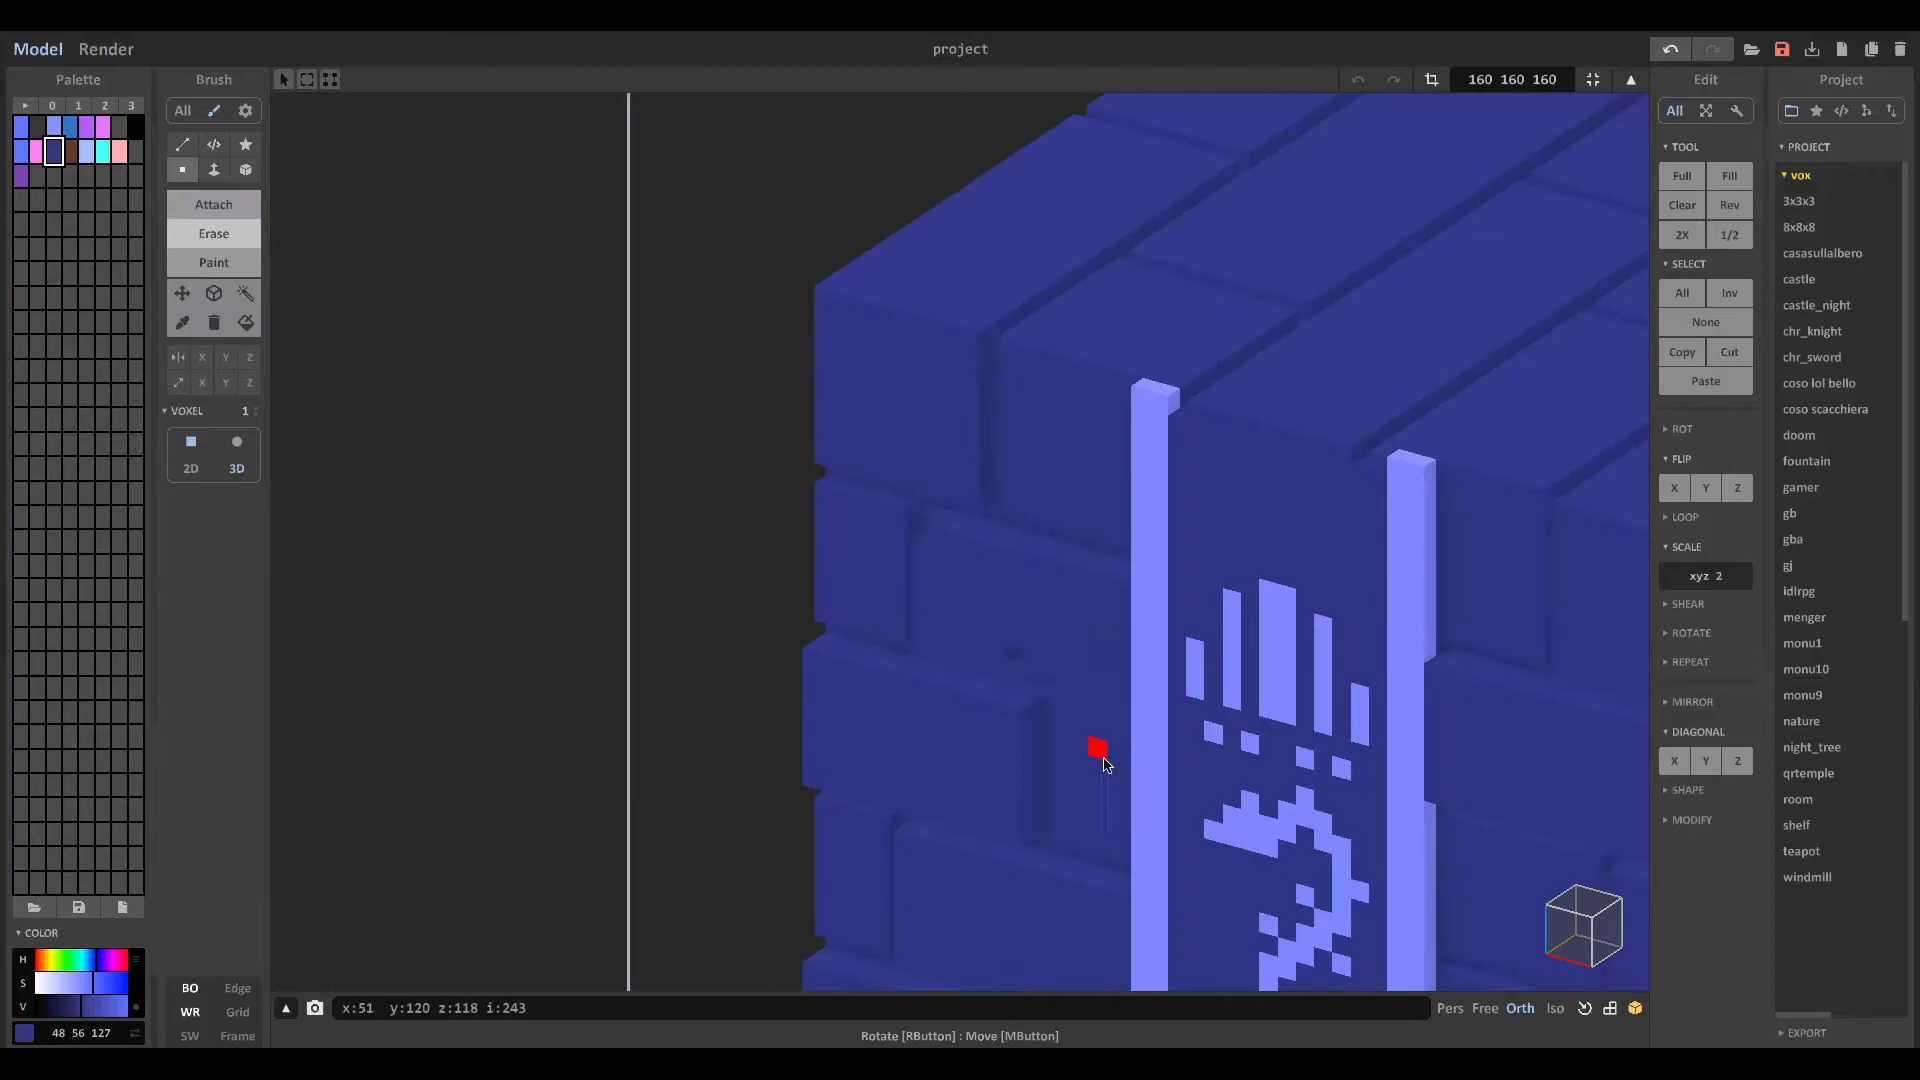 Model Render project
160 160 160
Palette
0 1 2 3
COLOR
H
S
V
48 56 127
Brush
All
Attach
Erase
Paint
X Y Z
X Y Z
VOXEL 1
2D 3D
BO Edge
WR Grid
SW Frame
x:51 y:120 z:118 i:243
Pers Free Orth Iso
Rotate [RButton] : Move [MButton]
Edit
All
TOOL
Full Fill
Clear Rev
2X 1/2
SELECT
All Inv
None
Copy Cut
Paste
ROT
FLIP
X Y Z
LOOP
SCALE
xyz 2
SHEAR
ROTATE
REPEAT
MIRROR
DIAGONAL
X Y Z
SHAPE
MODIFY
Project
PROJECT
vox
3x3x3
8x8x8
casasullalbero
castle
castle_night
chr_knight
chr_sword
coso lol bello
coso scacchiera
doom
fountain
gamer
gb
gba
gj
idlrpg
menger
monu1
monu10
monu9
nature
night_tree
qrtemple
room
shelf
teapot
windmill
EXPORT